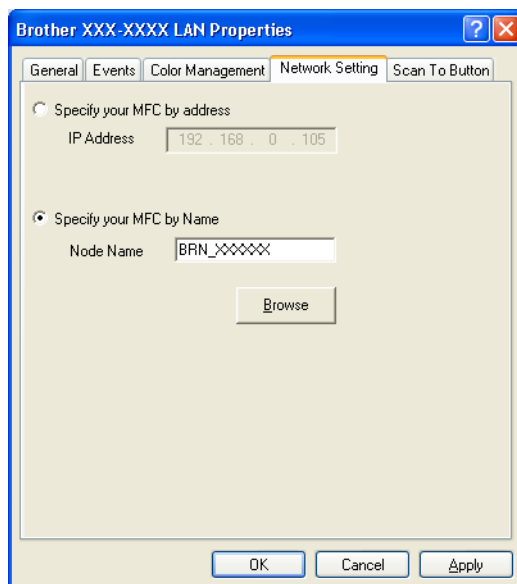 Brother XXX-XXXX LAN Properties
General Events Color Management Network Setting Scan To Button
Specify your MFC by address
IP Address 192 . 168 . 0 . 105
Specify your MFC by Name
Node Name BRN_XXXXXX
Browse
OK Cancel Apply